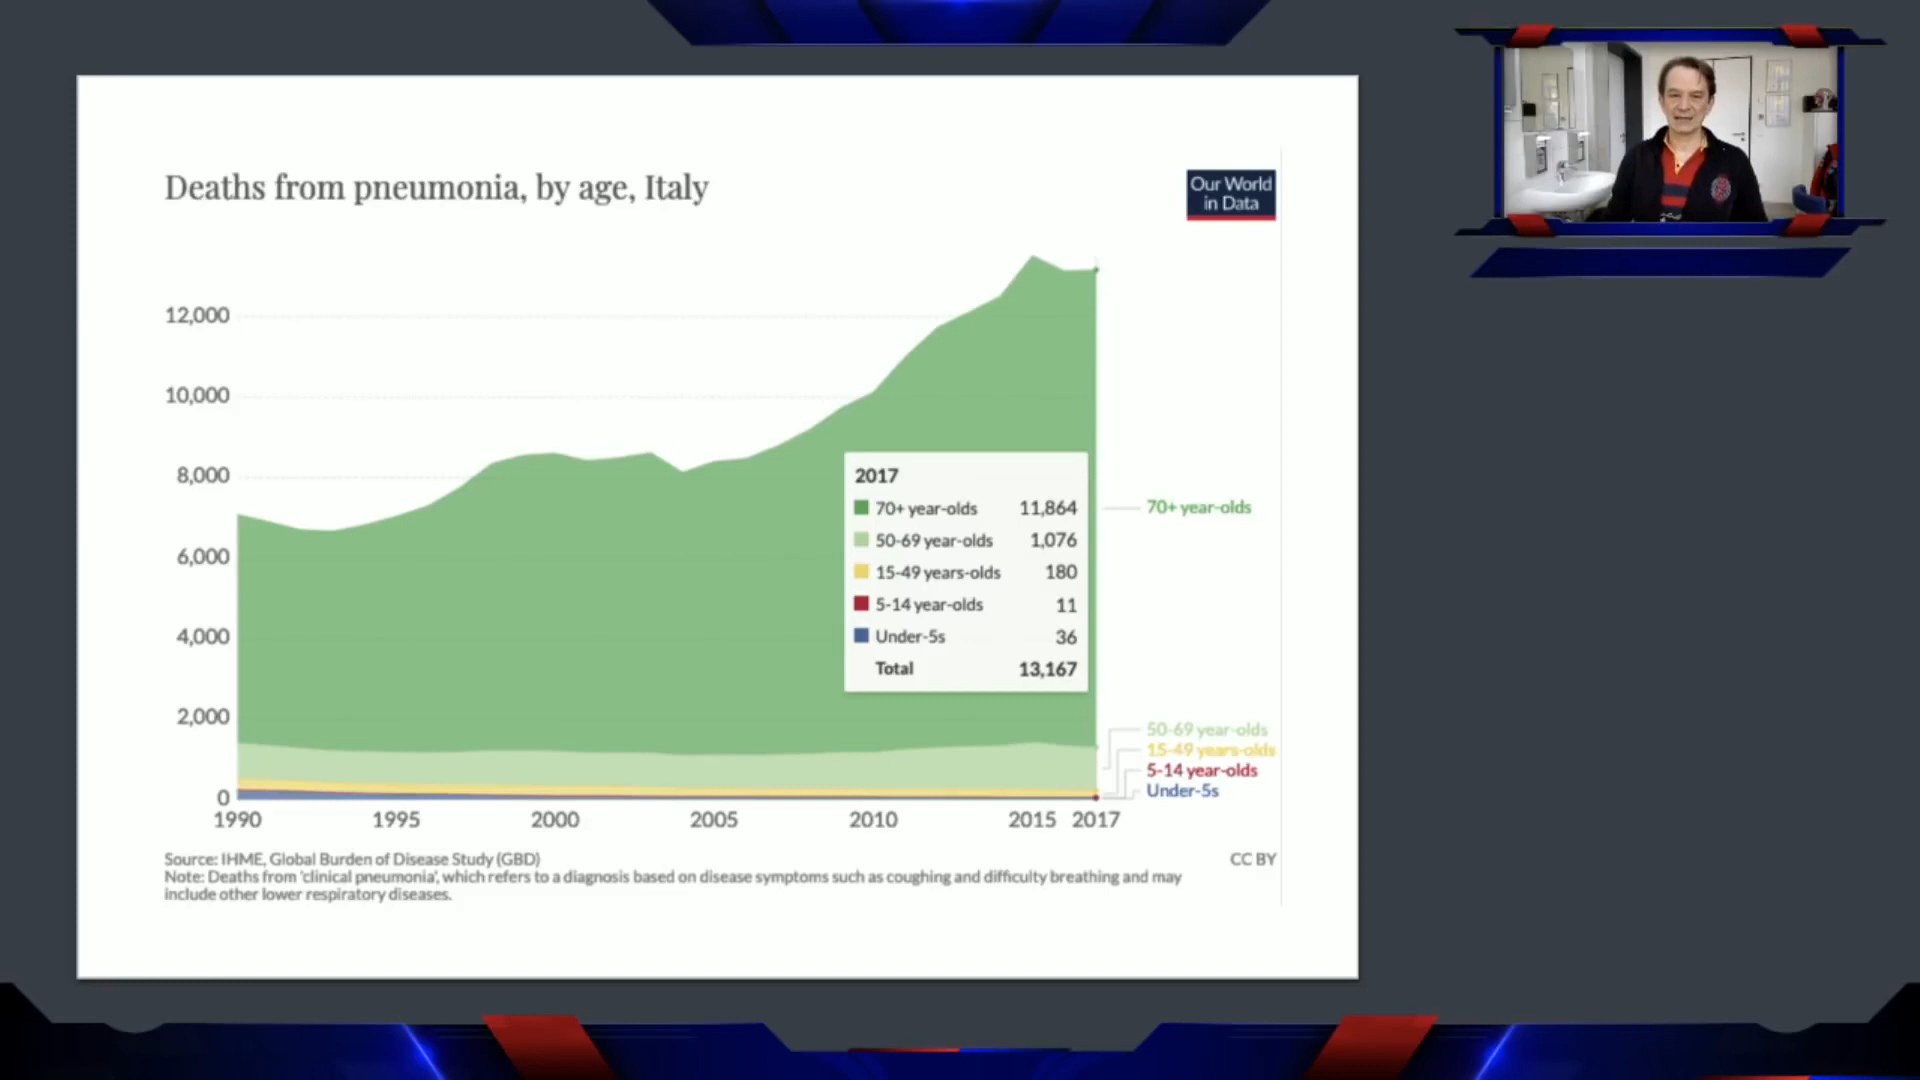 Deaths from pneumonia, by age, Italy
Our World
in Data
12,000
10,000
8,000
6,000
4,000
2,000
0
1990
1995
2000
2005
2010
2015
2017
2017
70+ year-olds 11,864
50-69 year-olds 1,076
15-49 years-olds 180
5-14 year-olds 11
Under-5s 36
Total 13,167
70+ year-olds
50-69 year-olds
15-49 years-olds
5-14 year-olds
Under-5s
Source: IHME, Global Burden of Disease Study (GBD)
CC BY
Note: Deaths from 'clinical pneumonia', which refers to a diagnosis based on disease symptoms such as coughing and difficulty breathing and may
include other lower respiratory diseases.